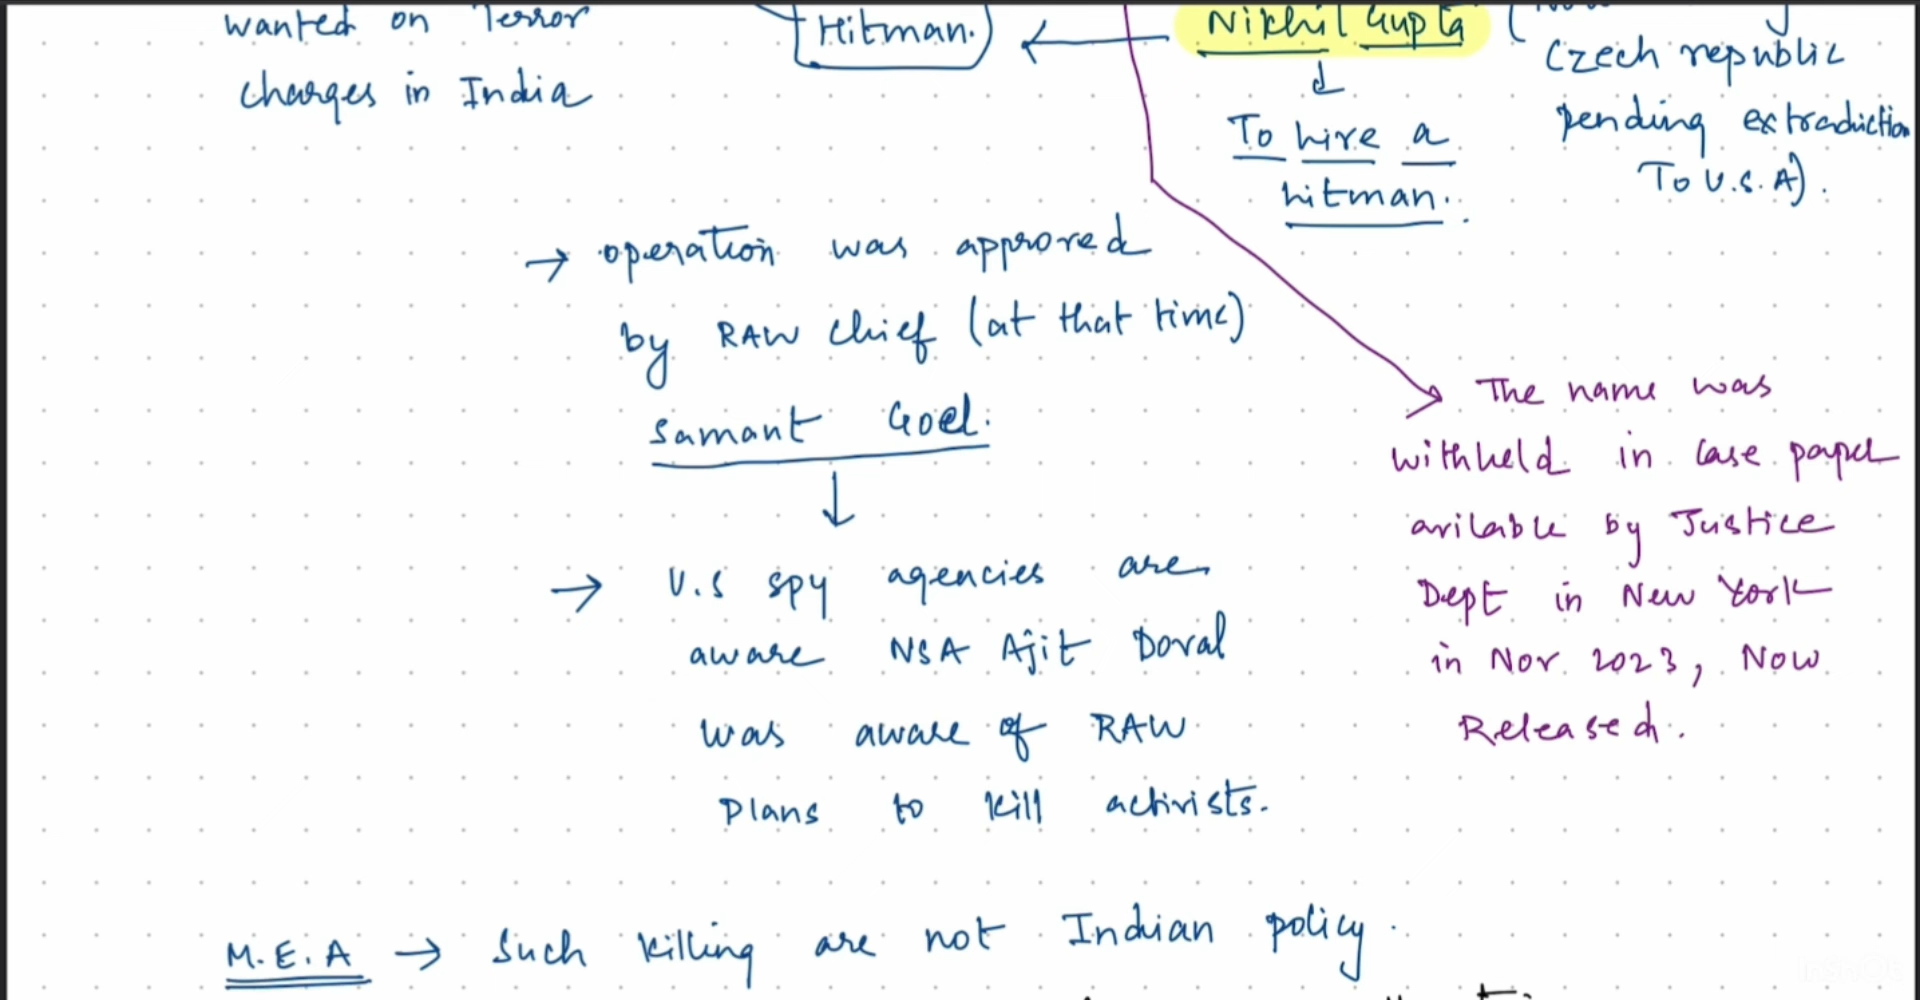 wanted on Terror
charges in India
Hitman.
Nikhil Gupta
To hire a
hitman..
Czech republic
pending extradiction
To U.S.A).
→ operation was approved
by RAW chief (at that time)
Samant Goel.
→ U.S spy agencies are
aware NSA Ajit Doval
was aware of RAW
Plans to kill activists.
The name was
withheld in case paper
avilable by Justice
Dept in New York
in Nov 2023, Now
Released.
M.E.A → Such killing are not Indian policy.